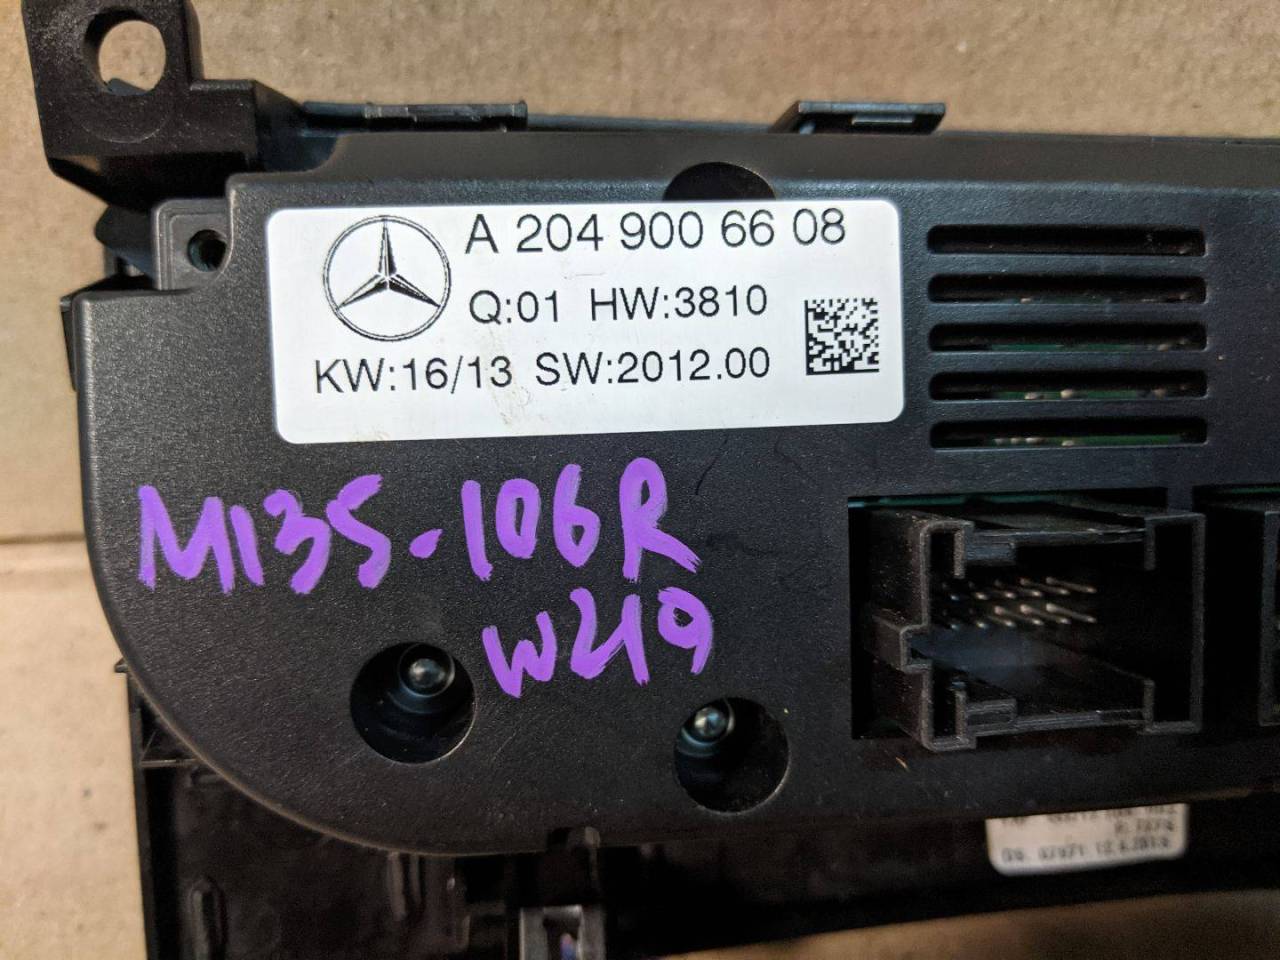 A 204 900 66 08
Q:01 HW:3810
KW:16/13 SW:2012.00
M135-106R
W219